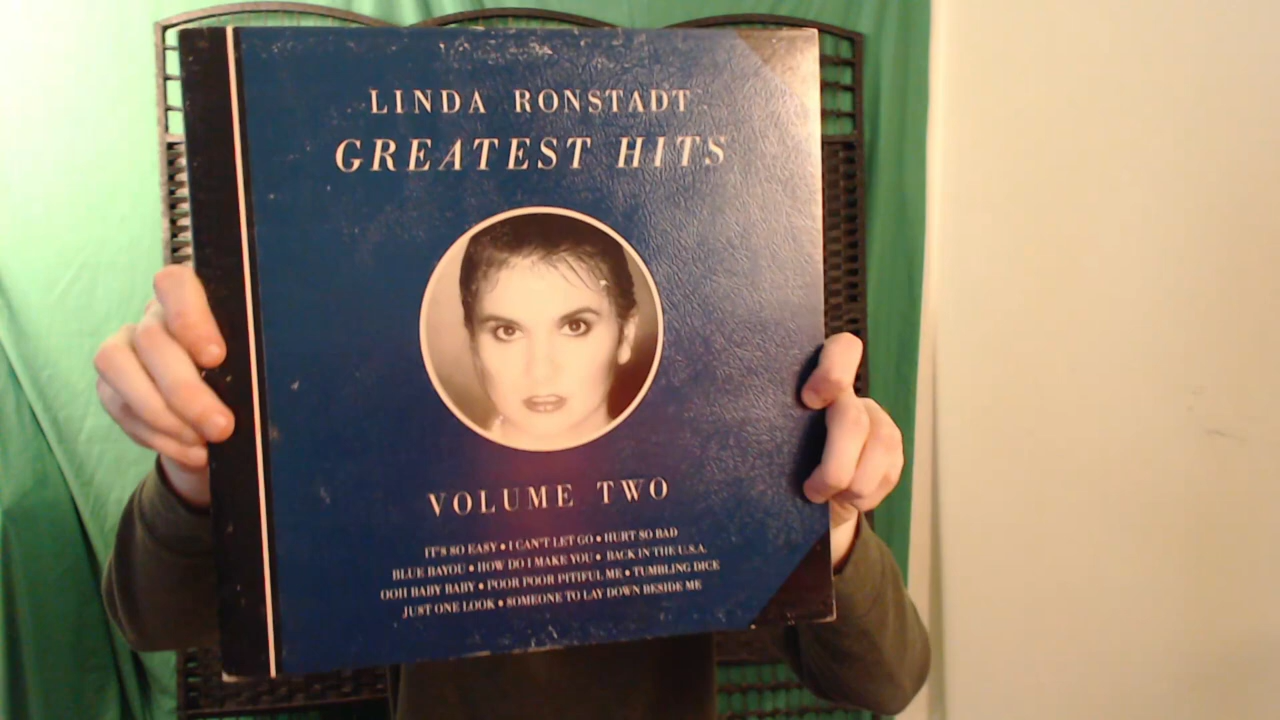 LINDA RONSTADT
GREATEST HITS
VOLUME TWO
IT'S SO EASY • I CAN'T LET GO • HURT SO BAD
BLUE BAYOU • HOW DO I MAKE YOU • BACK IN THE U.S.A.
OOH BABY BABY • POOR POOR PITIFUL ME • TUMBLING DICE
JUST ONE LOOK • SOMEONE TO LAY DOWN BESIDE ME